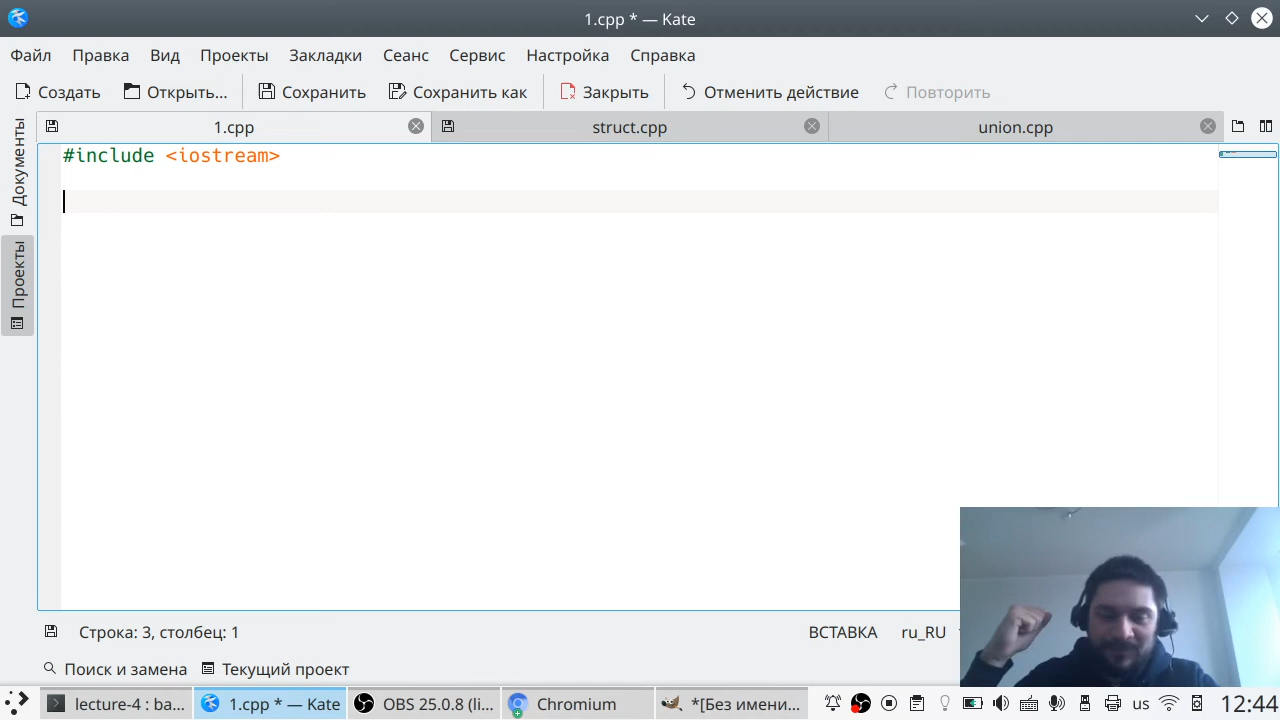 1.cpp * — Kate
Файл Правка Вид Проекты Закладки Сеанс Сервис Настройка Справка
Создать Открыть... Сохранить Сохранить как Закрыть Отменить действие Повторить
1.cpp struct.cpp union.cpp
Документы
Проекты
#include <iostream>
Строка: 3, столбец: 1 ВСТАВКА ru_RU
Поиск и замена Текущий проект
lecture-4 : ba... 1.cpp * — Kate OBS 25.0.8 (li... Chromium *[Без имени... us 12:44